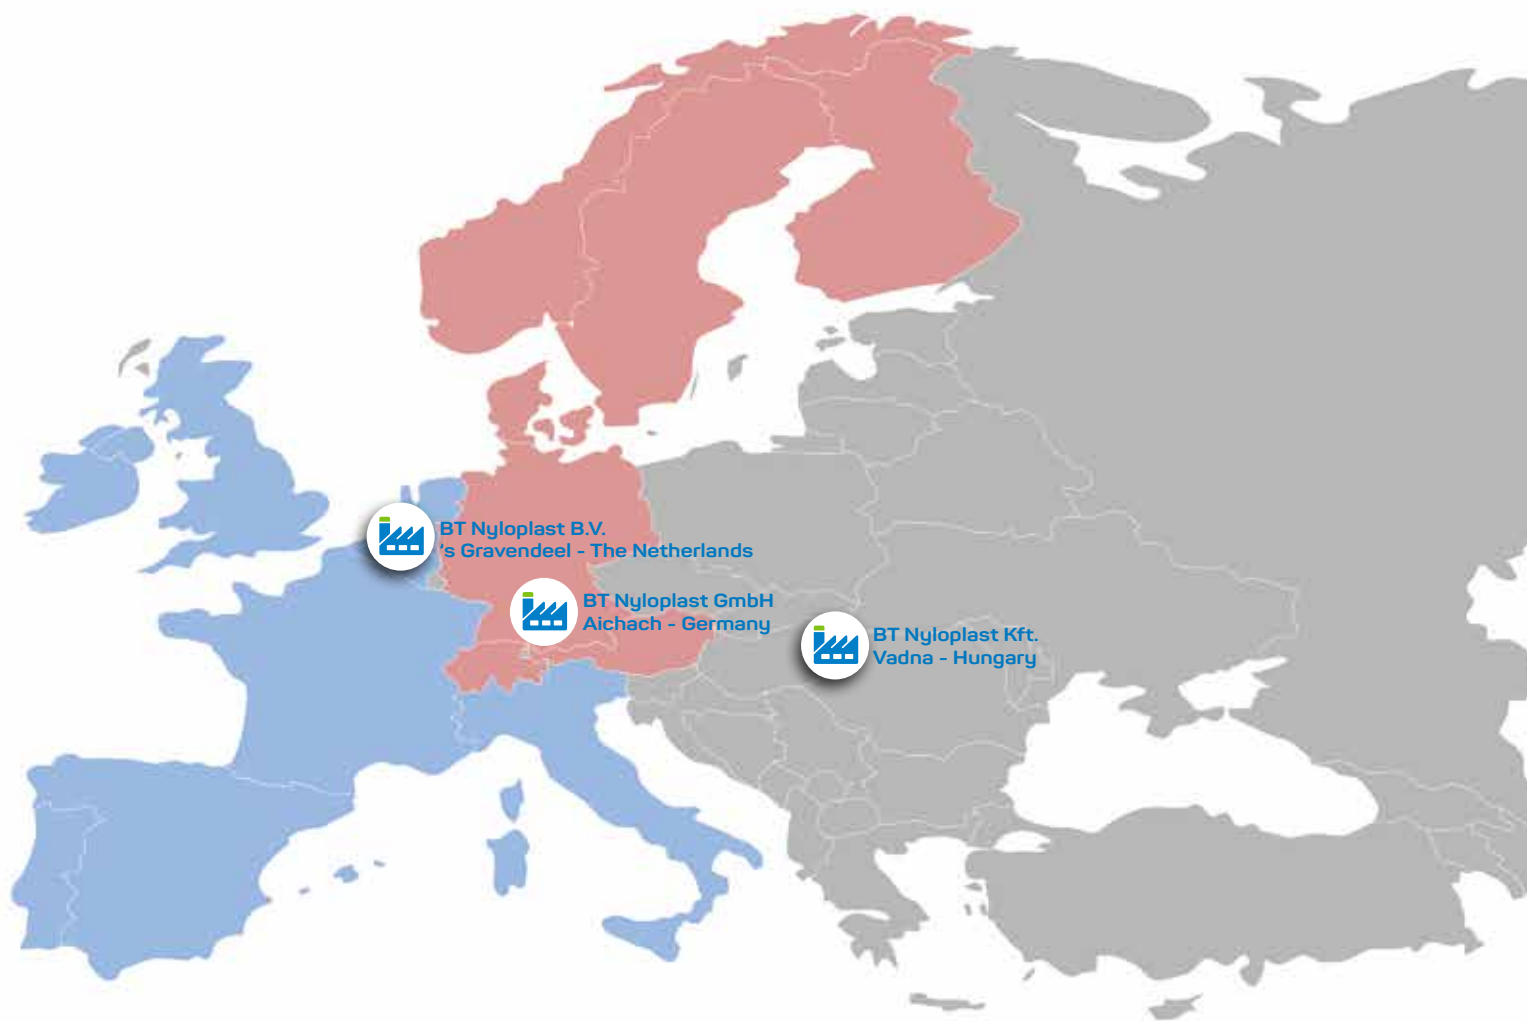 BT Nyloplast B.V.
's Gravendeel - The Netherlands
BT Nyloplast GmbH
Aichach - Germany
BT Nyloplast Kft.
Vadna - Hungary